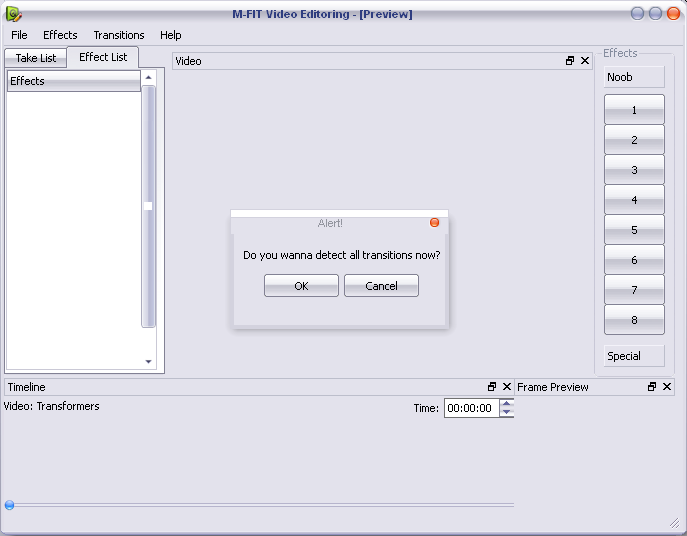 M-FIT Video Editoring - [Preview]
File Effects Transitions Help
Take List Effect List
Effects
Video
Effects
Noob
1
2
3
4
5
6
7
8
Special
Alert!
Do you wanna detect all transitions now?
OK Cancel
Timeline
Video: Transformers
Time: 00:00:00
Frame Preview